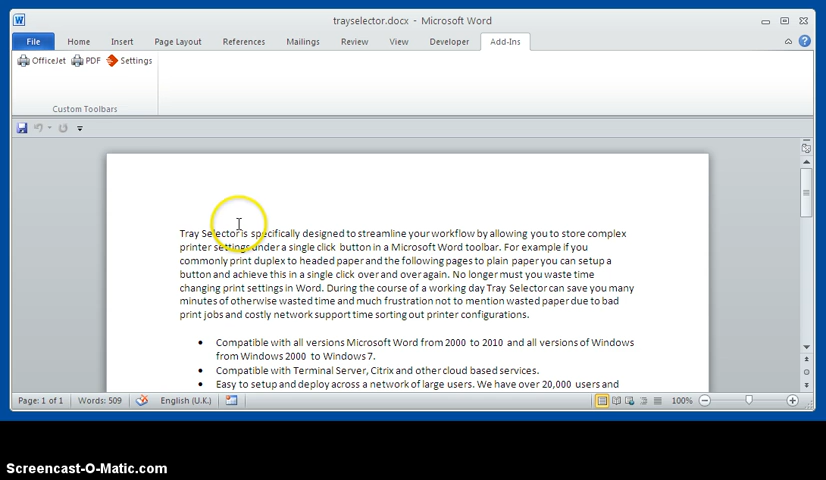 trayselector.docx - Microsoft Word
File Home Insert Page Layout References Mailings Review View Developer Add-Ins
OfficeJet PDF Settings
Custom Toolbars
Tray Selector is specifically designed to streamline your workflow by allowing you to store complex
printer settings under a single click button in a Microsoft Word toolbar. For example if you
commonly print duplex to headed paper and the following pages to plain paper you can setup a
button and achieve this in a single click over and over again. No longer must you waste time
changing print settings in Word. During the course of a working day Tray Selector can save you many
minutes of otherwise wasted time and much frustration not to mention wasted paper due to bad
print jobs and costly network support time sorting out printer configurations.
• Compatible with all versions Microsoft Word from 2000 to 2010 and all versions of Windows
from Windows 2000 to Windows 7.
• Compatible with Terminal Server, Citrix and other cloud based services.
• Easy to setup and deploy across a network of large users. We have over 20,000 users and
Page: 1 of 1 Words: 509 English (U.K.) 100%
Screencast-O-Matic.com